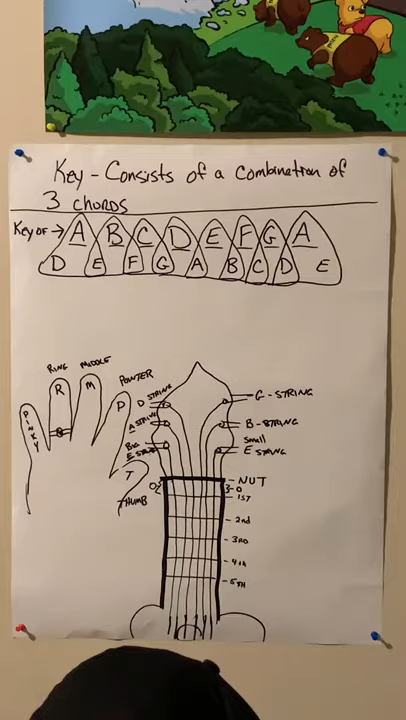 Key - Consists of a Combination of
3 chords
Key OF → A B C D E F G A
D E F G A B C D E
RING MIDDLE POINTER
R M P
PINKY
T
THUMB
D STRING
A STRING
BIG
E STRING
G-STRING
B-STRING
Small
E STRING
NUT
0
1ST
2nd
3RD
4TH
5TH